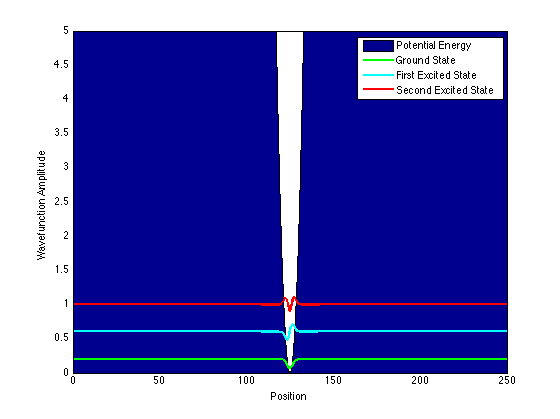 5
4.5
4
3.5
3
2.5
2
1.5
1
0.5
0
Wavefunction Amplitude
Potential Energy
Ground State
First Excited State
Second Excited State
0 50 100 150 200 250
Position